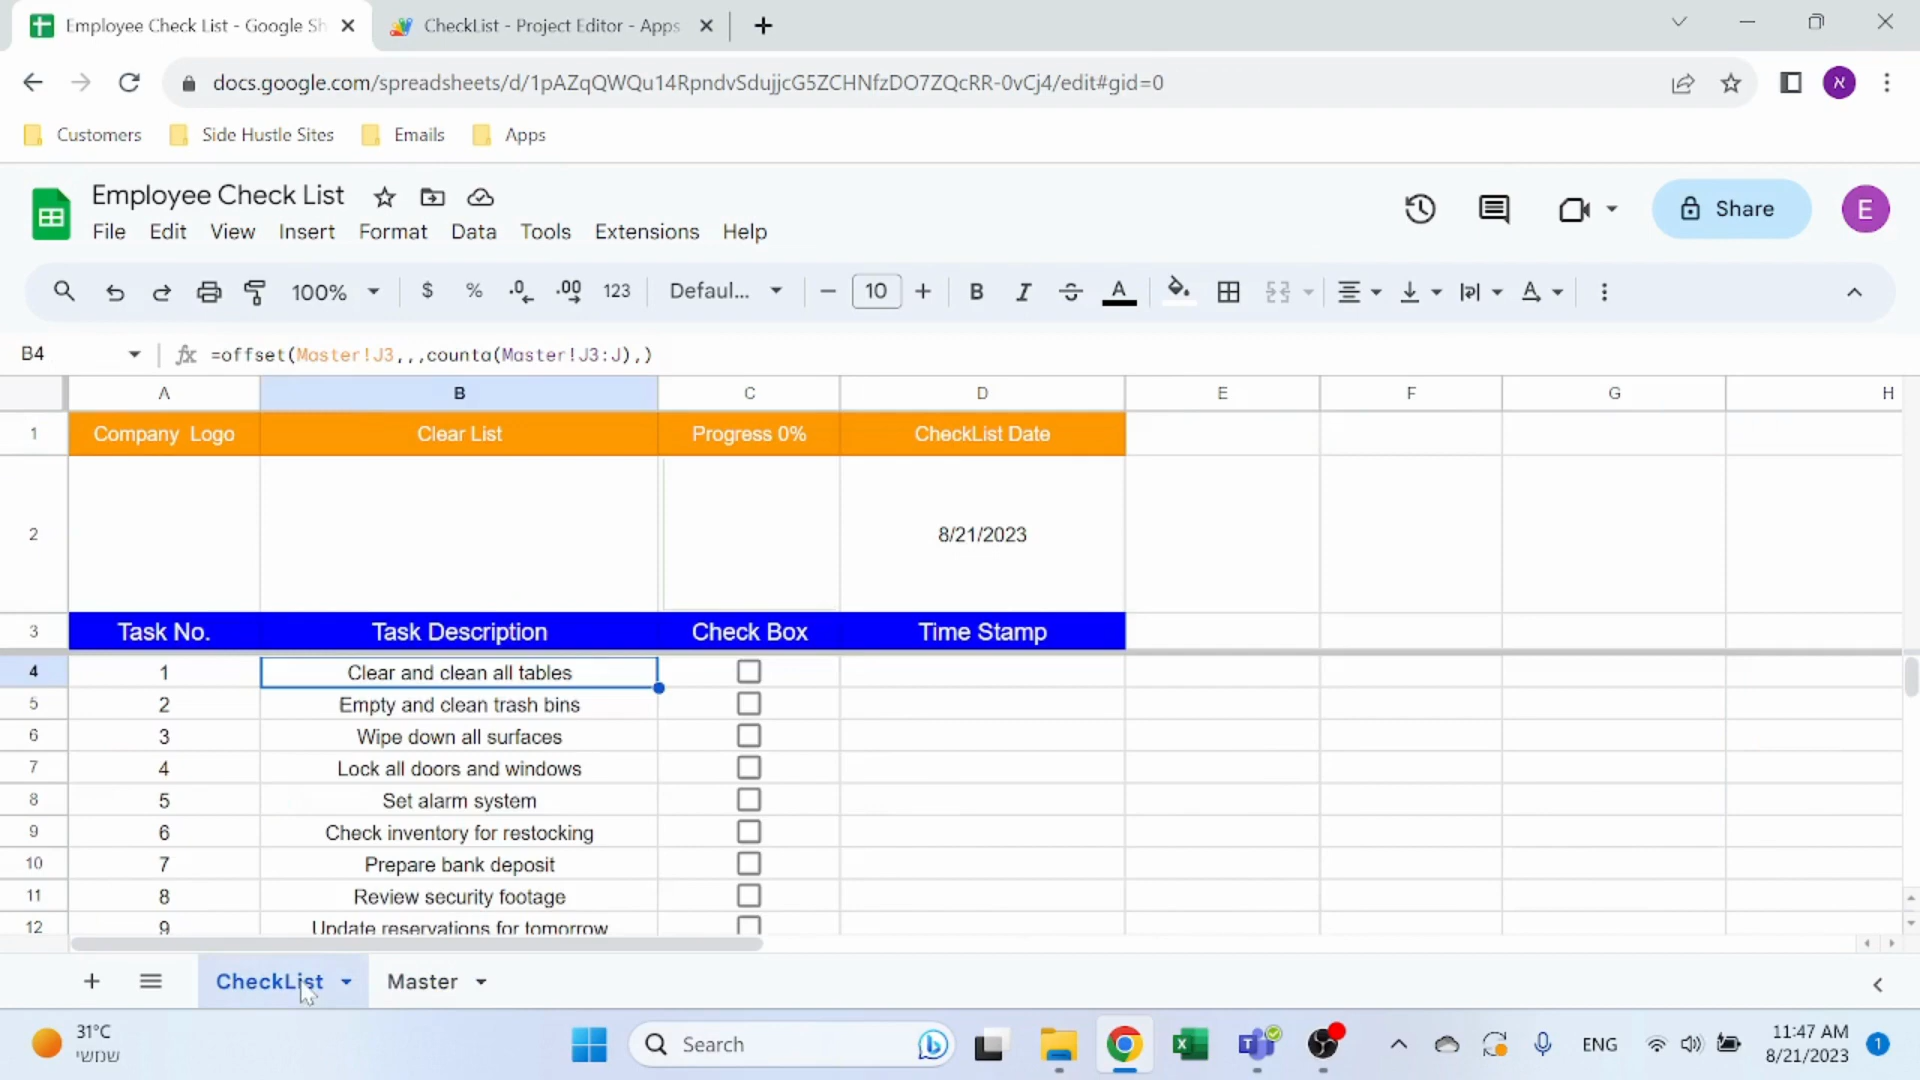 Employee Check List - Google Sh
CheckList - Project Editor - Apps
docs.google.com/spreadsheets/d/1pAZqQWQu14RpndvSdujjcG5ZCHNfzDO7ZQcRR-0vCj4/edit#gid=0
א
Customers Side Hustle Sites Emails Apps
Employee Check List
File Edit View Insert Format Data Tools Extensions Help
Share
E
100% $ % .0 .00 123 Defaul... 10 B I S A
B4 fx =offset(Master!J3,,,counta(Master!J3:J),)
A B C D E F G H
1 Company Logo Clear List Progress 0% CheckList Date
2 8/21/2023
3 Task No. Task Description Check Box Time Stamp
4 1 Clear and clean all tables
5 2 Empty and clean trash bins
6 3 Wipe down all surfaces
7 4 Lock all doors and windows
8 5 Set alarm system
9 6 Check inventory for restocking
10 7 Prepare bank deposit
11 8 Review security footage
12 9 Update reservations for tomorrow
CheckList Master
31°C
שמשי
Search
ENG
11:47 AM
8/21/2023
1